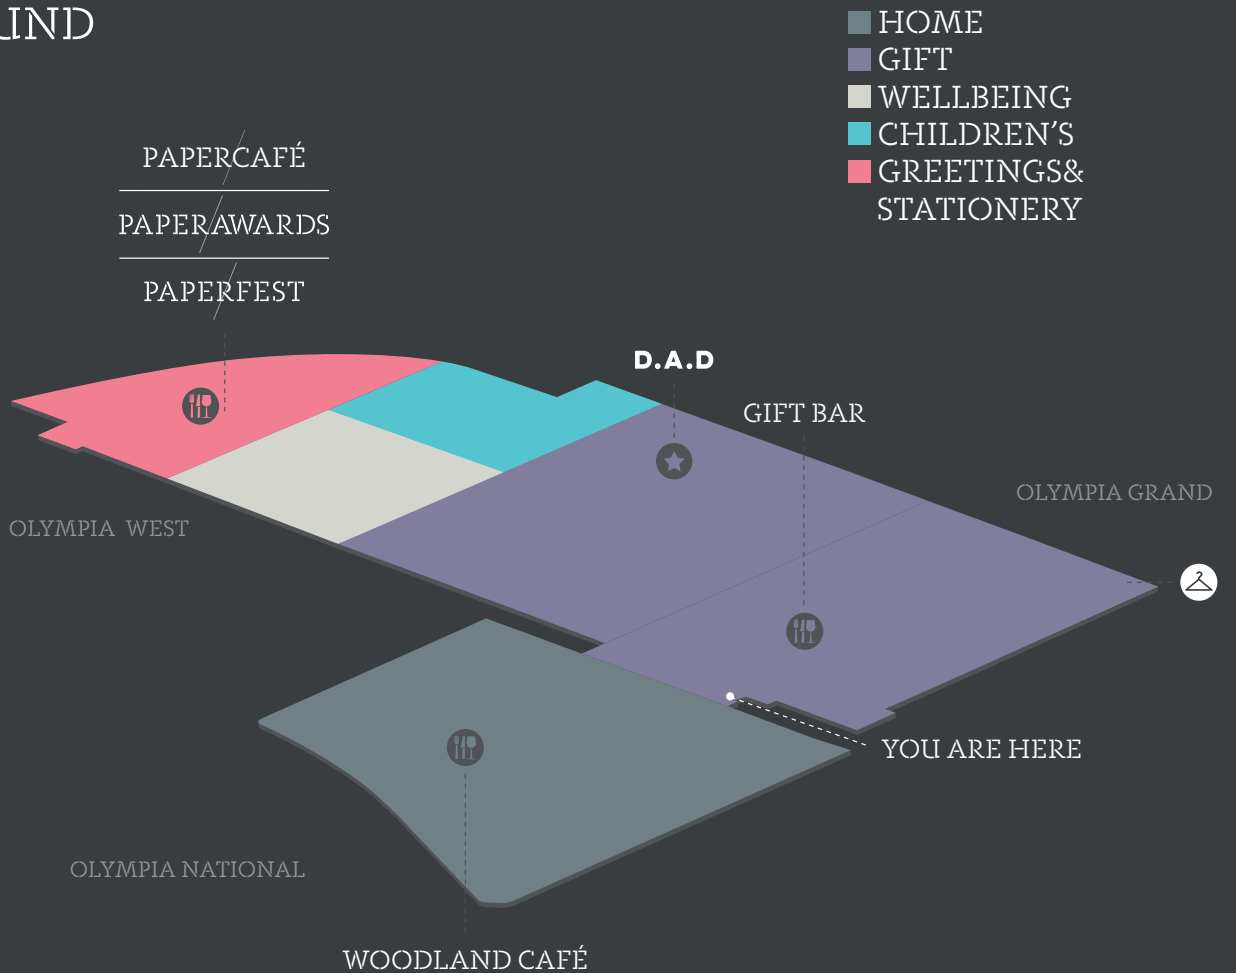 UND
HOME
GIFT
WELLBEING
CHILDREN'S
GREETINGS&
STATIONERY
PAPERCAFÉ
PAPERAWARDS
PAPERFEST
D.A.D
GIFT BAR
OLYMPIA GRAND
OLYMPIA WEST
YOU ARE HERE
OLYMPIA NATIONAL
WOODLAND CAFÉ